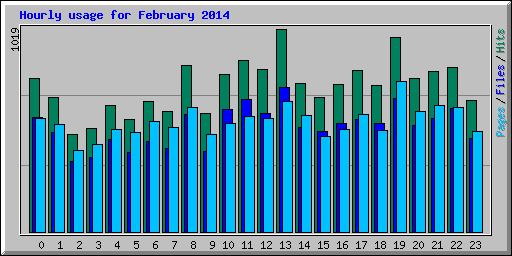 Hourly usage for February 2014
1019
Pages/Files/Hits
0 1 2 3 4 5 6 7 8 9 10 11 12 13 14 15 16 17 18 19 20 21 22 23